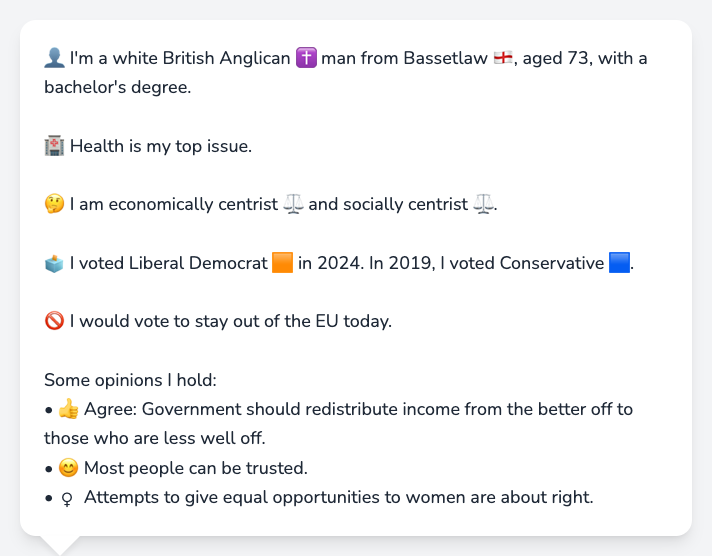 👤 I'm a white British Anglican ✝️ man from Bassetlaw 🏴󠁧󠁢󠁥󠁮󠁧󠁿, aged 73, with a
bachelor's degree.
🏥 Health is my top issue.
🤔 I am economically centrist ⚖️ and socially centrist ⚖️.
🗳️ I voted Liberal Democrat 🟧 in 2024. In 2019, I voted Conservative 🟦.
🚫 I would vote to stay out of the EU today.
Some opinions I hold:
• 👍 Agree: Government should redistribute income from the better off to
those who are less well off.
• 😊 Most people can be trusted.
• ♀ Attempts to give equal opportunities to women are about right.